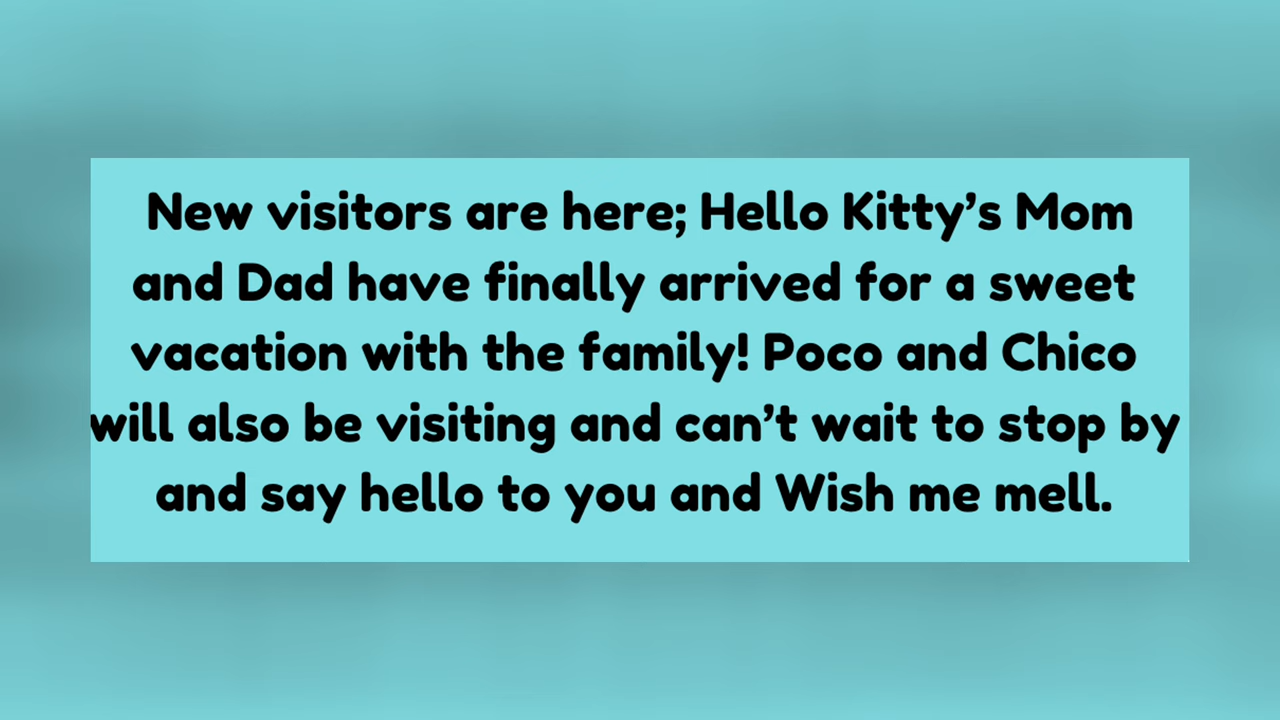 New visitors are here; Hello Kitty’s Mom
and Dad have finally arrived for a sweet
vacation with the family! Poco and Chico
will also be visiting and can’t wait to stop by
and say hello to you and Wish me mell.